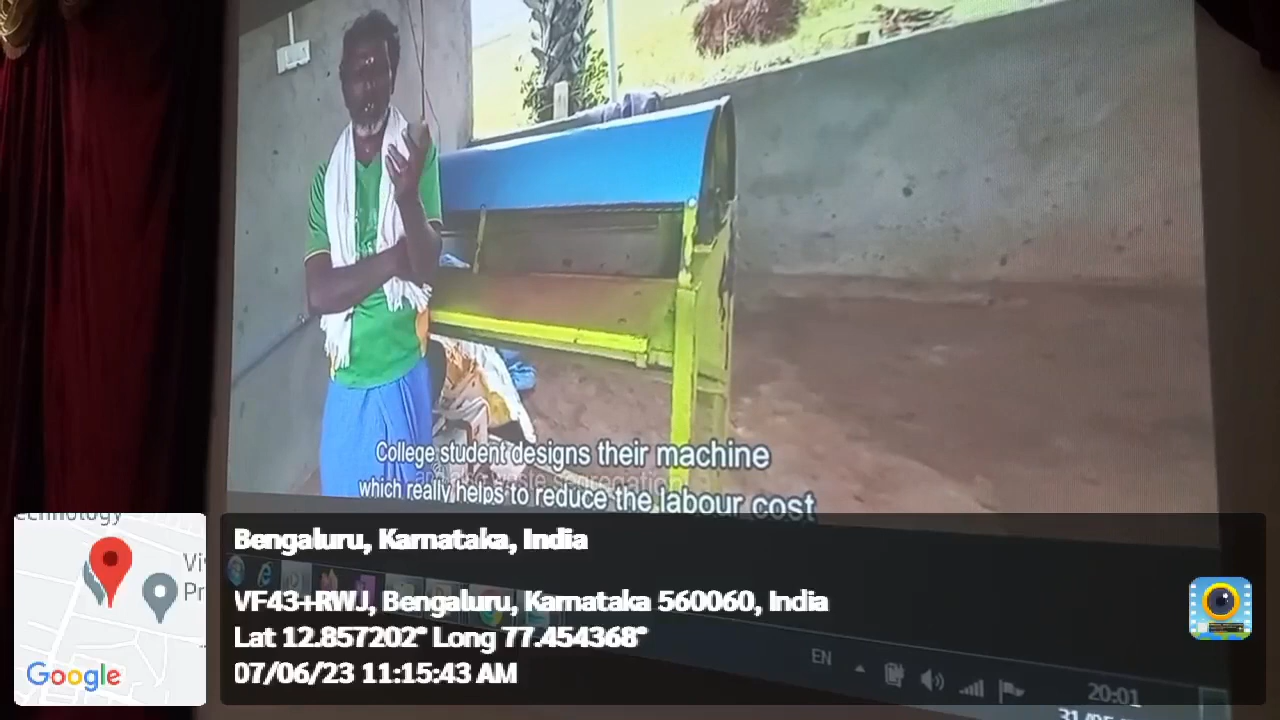 College student designs their machine
which really helps to reduce the labour cost
Bengaluru, Karnataka, India
VF43+RWJ, Bengaluru, Karnataka 560060, India
Lat 12.857202° Long 77.454368°
07/06/23 11:15:43 AM
Google
EN
20:01